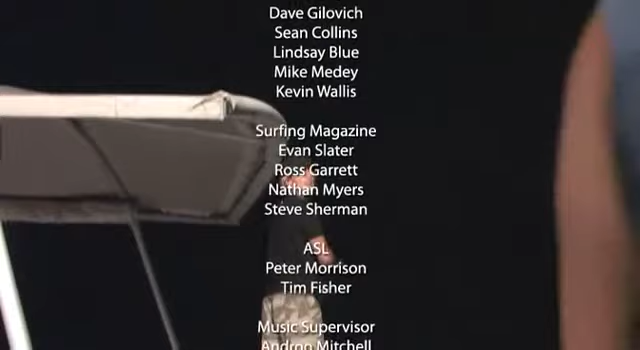 Dave Gilovich
Sean Collins
Lindsay Blue
Mike Medey
Kevin Wallis
Surfing Magazine
Evan Slater
Ross Garrett
Nathan Myers
Steve Sherman
ASL
Peter Morrison
Tim Fisher
Music Supervisor
Mitchell